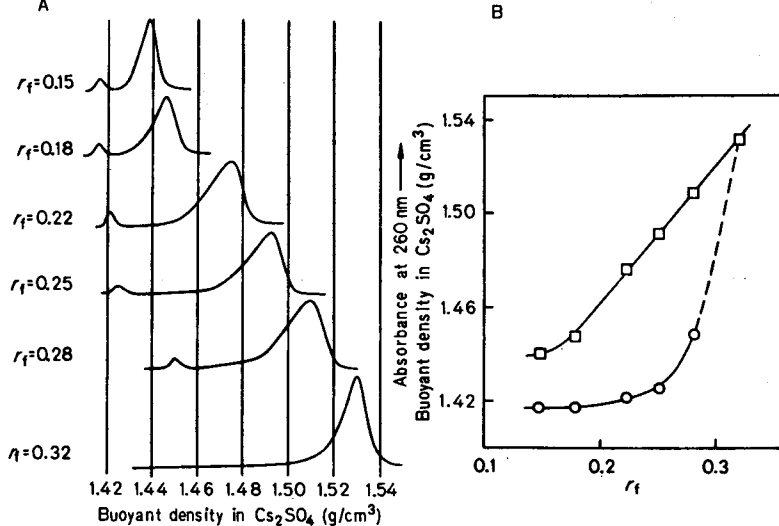 A
r_f=0.15
r_f=0.18
r_f=0.22
r_f=0.25
r_f=0.28
r_f=0.32
1.42 1.44 1.46 1.48 1.50 1.52 1.54
Buoyant density in Cs₂SO₄ (g/cm³)
Absorbance at 260 nm
B
Buoyant density in Cs₂SO₄ (g/cm³)
1.54
1.50
1.46
1.42
0.1 0.2 0.3
r_f